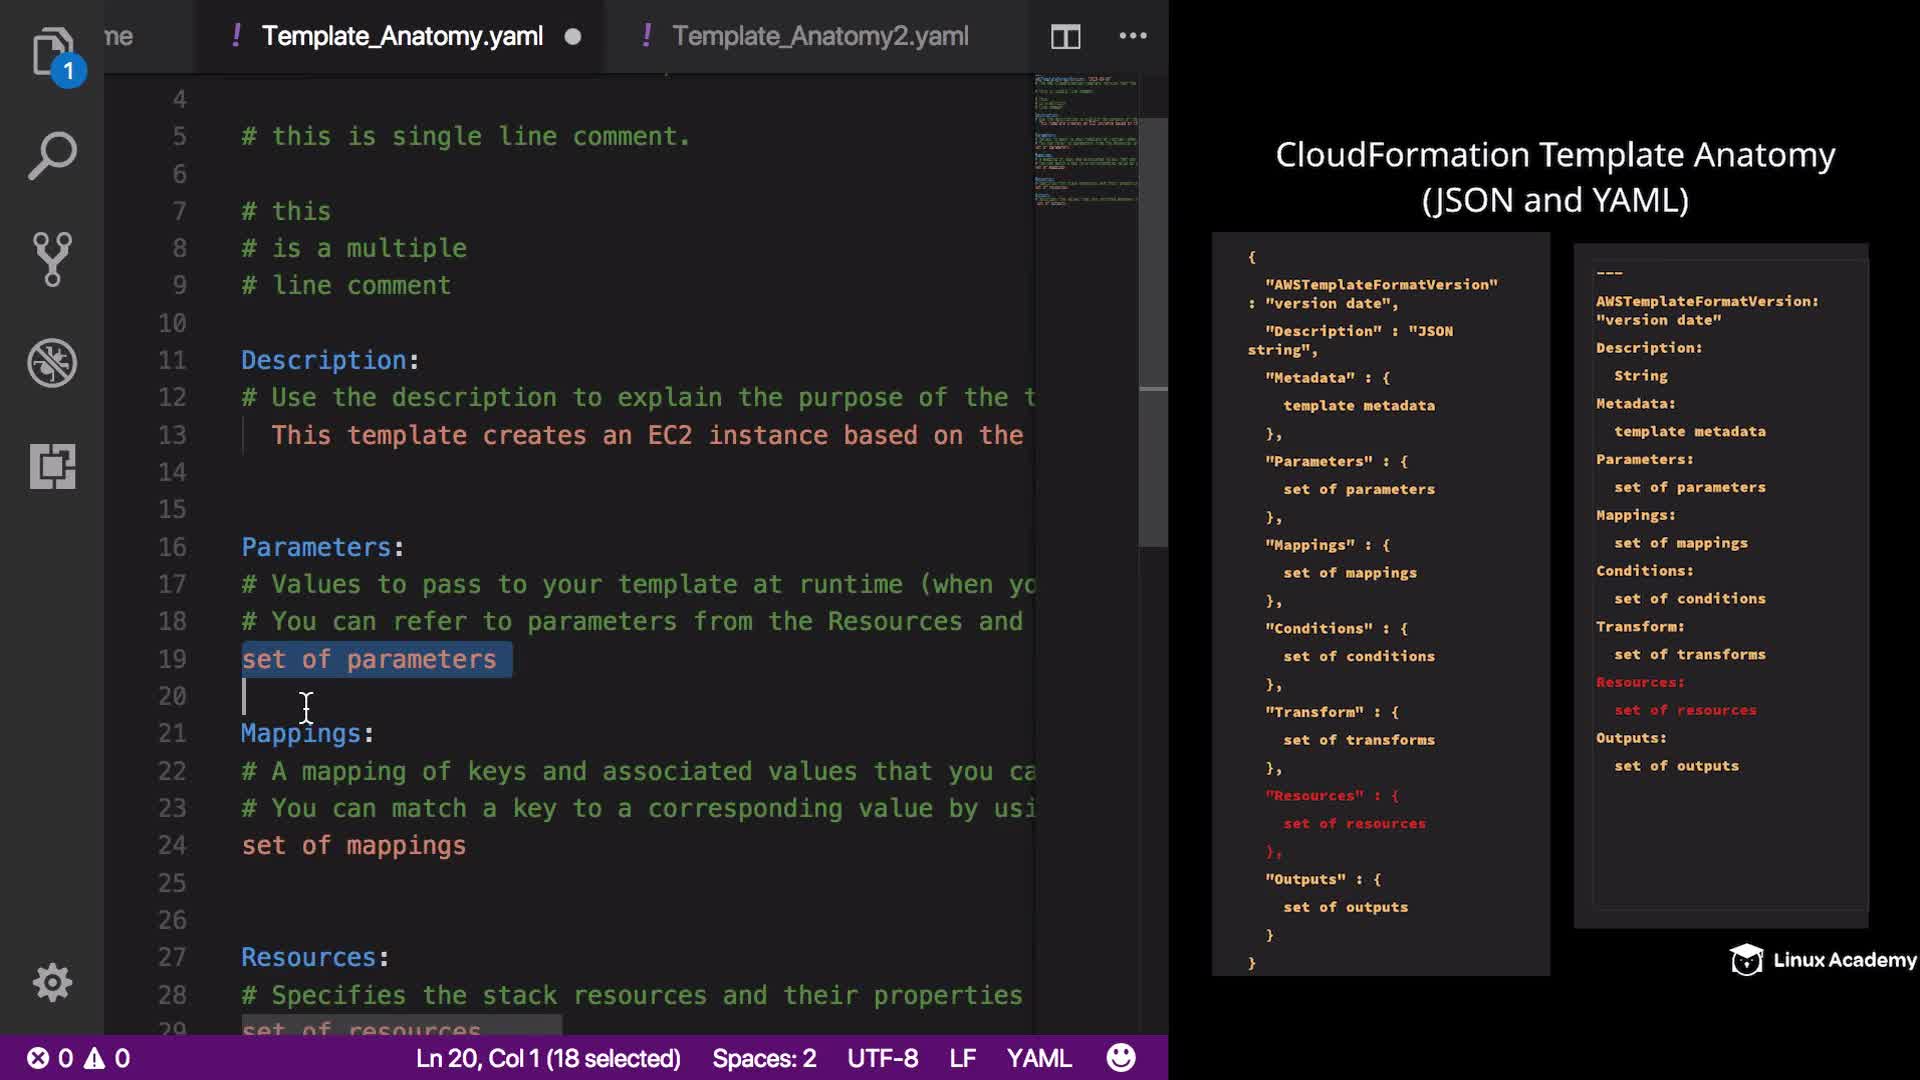 me
! Template_Anatomy.yaml
! Template_Anatomy2.yaml
1
4
5 # this is single line comment.
6
7 # this
8 # is a multiple
9 # line comment
10
11 Description:
12 # Use the description to explain the purpose of the t
13 This template creates an EC2 instance based on the
14
15
16 Parameters:
17 # Values to pass to your template at runtime (when yo
18 # You can refer to parameters from the Resources and
19 set of parameters
20
21 Mappings:
22 # A mapping of keys and associated values that you ca
23 # You can match a key to a corresponding value by usi
24 set of mappings
25
26
27 Resources:
28 # Specifies the stack resources and their properties
29 set of resources
0 0
Ln 20, Col 1 (18 selected)
Spaces: 2
UTF-8
LF
YAML
CloudFormation Template Anatomy
(JSON and YAML)
{
"AWSTemplateFormatVersion"
: "version date",
"Description" : "JSON
string",
"Metadata" : {
template metadata
},
"Parameters" : {
set of parameters
},
"Mappings" : {
set of mappings
},
"Conditions" : {
set of conditions
},
"Transform" : {
set of transforms
},
"Resources" : {
set of resources
},
"Outputs" : {
set of outputs
}
}
---
AWSTemplateFormatVersion:
"version date"
Description:
String
Metadata:
template metadata
Parameters:
set of parameters
Mappings:
set of mappings
Conditions:
set of conditions
Transform:
set of transforms
Resources:
set of resources
Outputs:
set of outputs
Linux Academy